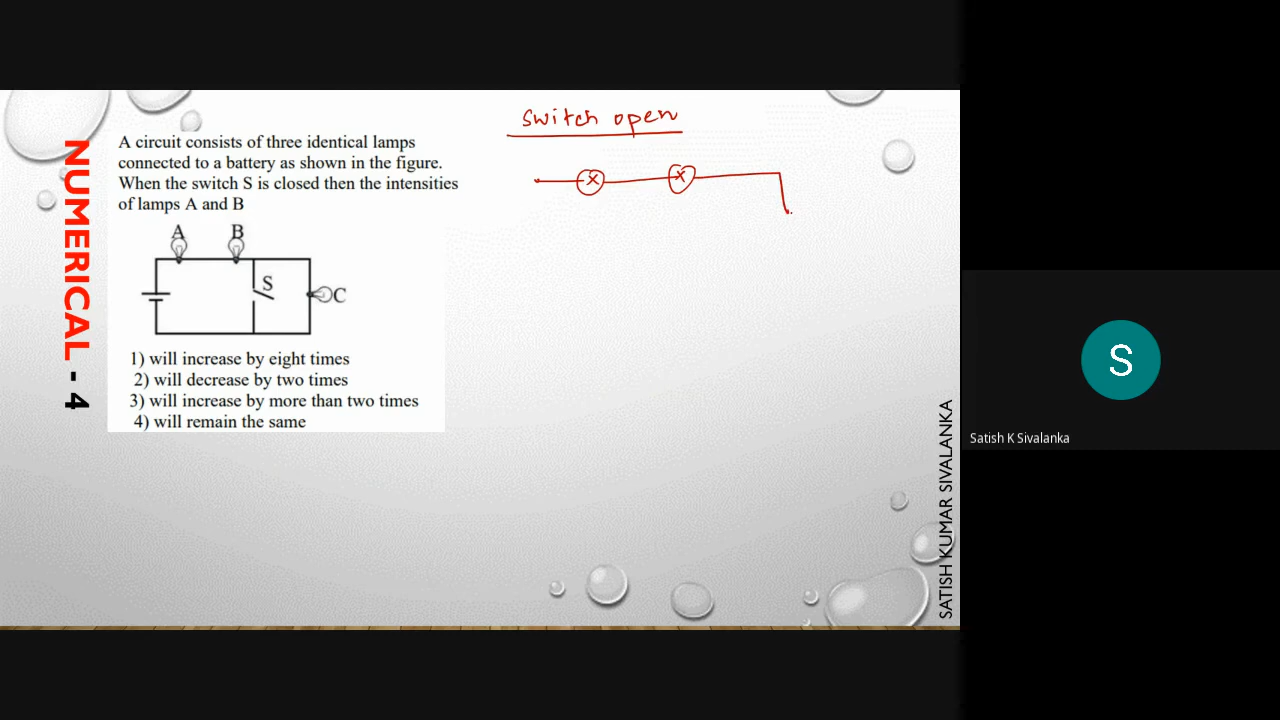 NUMERICAL - 4
A circuit consists of three identical lamps
connected to a battery as shown in the figure.
When the switch S is closed then the intensities
of lamps A and B
A B
S
C
1) will increase by eight times
2) will decrease by two times
3) will increase by more than two times
4) will remain the same
Switch open
SATISH KUMAR SIVALANKA
S
Satish K Sivalanka